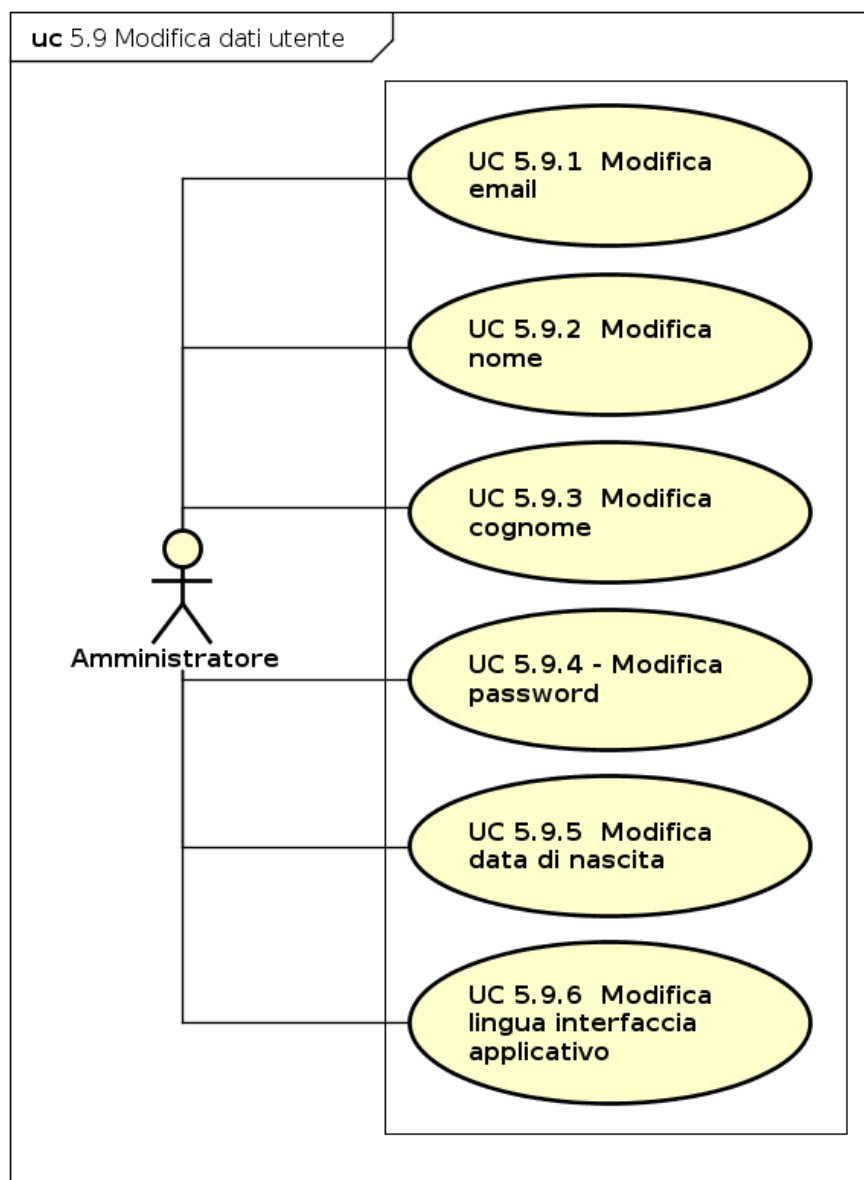 uc 5.9 Modifica dati utente
UC 5.9.1 Modifica
email
UC 5.9.2 Modifica
nome
UC 5.9.3 Modifica
cognome
Amministratore
UC 5.9.4 - Modifica
password
UC 5.9.5 Modifica
data di nascita
UC 5.9.6 Modifica
lingua interfaccia
applicativo